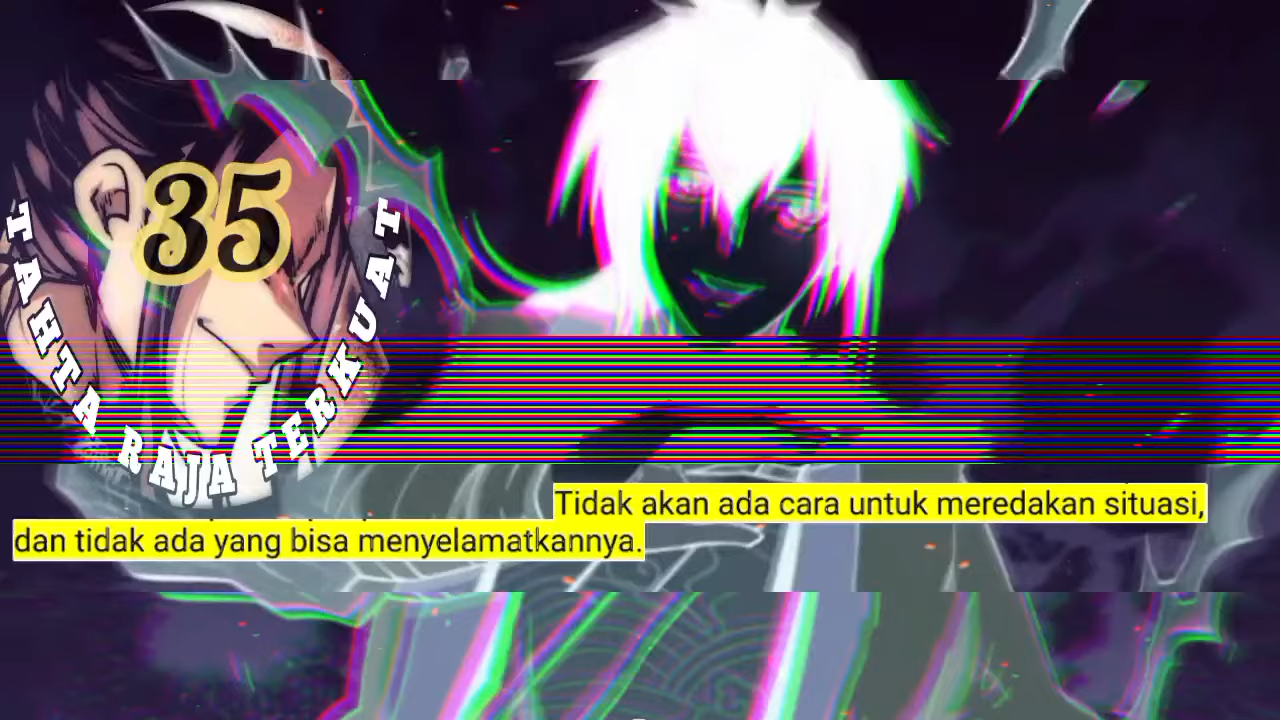 35
TAHTA RAJA TERKUAT
Tidak akan ada cara untuk meredakan situasi,
dan tidak ada yang bisa menyelamatkannya.